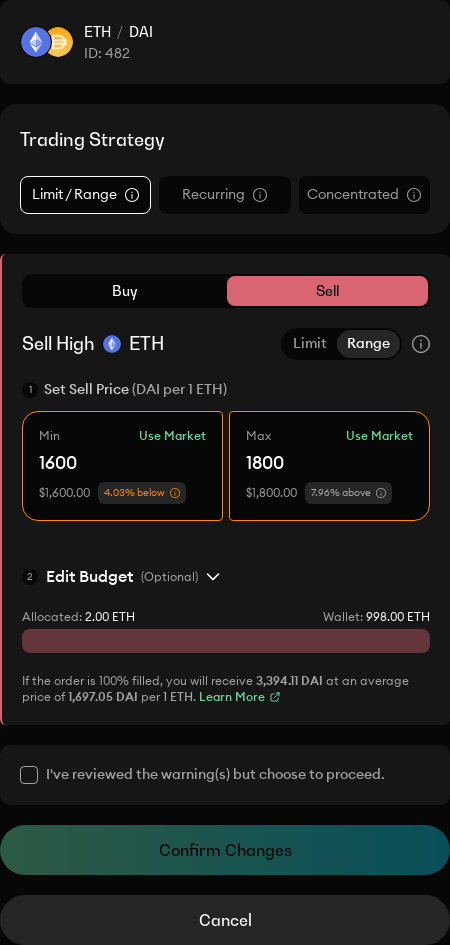 ETH / DAI
ID: 482
Trading Strategy
Limit / Range
Recurring
Concentrated
Buy
Sell
Sell High ETH
Limit
Range
1 Set Sell Price (DAI per 1 ETH)
Min
Use Market
1600
$1,600.00
4.03% below
Max
Use Market
1800
$1,800.00
7.96% above
2 Edit Budget (Optional)
Allocated: 2.00 ETH
Wallet: 998.00 ETH
If the order is 100% filled, you will receive 3,394.11 DAI at an average
price of 1,697.05 DAI per 1 ETH. Learn More
I've reviewed the warning(s) but choose to proceed.
Confirm Changes
Cancel